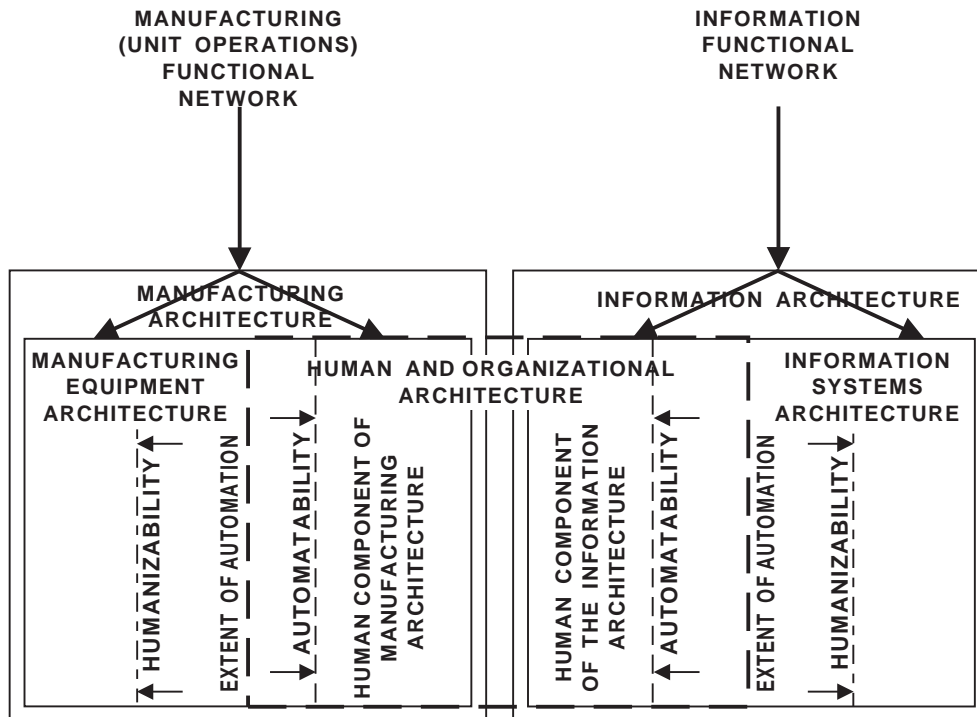 MANUFACTURING
(UNIT OPERATIONS)
FUNCTIONAL
NETWORK
INFORMATION
FUNCTIONAL
NETWORK
MANUFACTURING
ARCHITECTURE
INFORMATION ARCHITECTURE
MANUFACTURING
EQUIPMENT
ARCHITECTURE
HUMAN AND ORGANIZATIONAL
ARCHITECTURE
INFORMATION
SYSTEMS
ARCHITECTURE
HUMANIZABILITY
EXTENT OF AUTOMATION
AUTOMATABILITY
HUMAN COMPONENT OF
MANUFACTURING
ARCHITECTURE
HUMAN COMPONENT
OF THE INFORMATION
ARCHITECTURE
AUTOMATABILITY
EXTENT OF AUTOMATION
HUMANIZABILITY